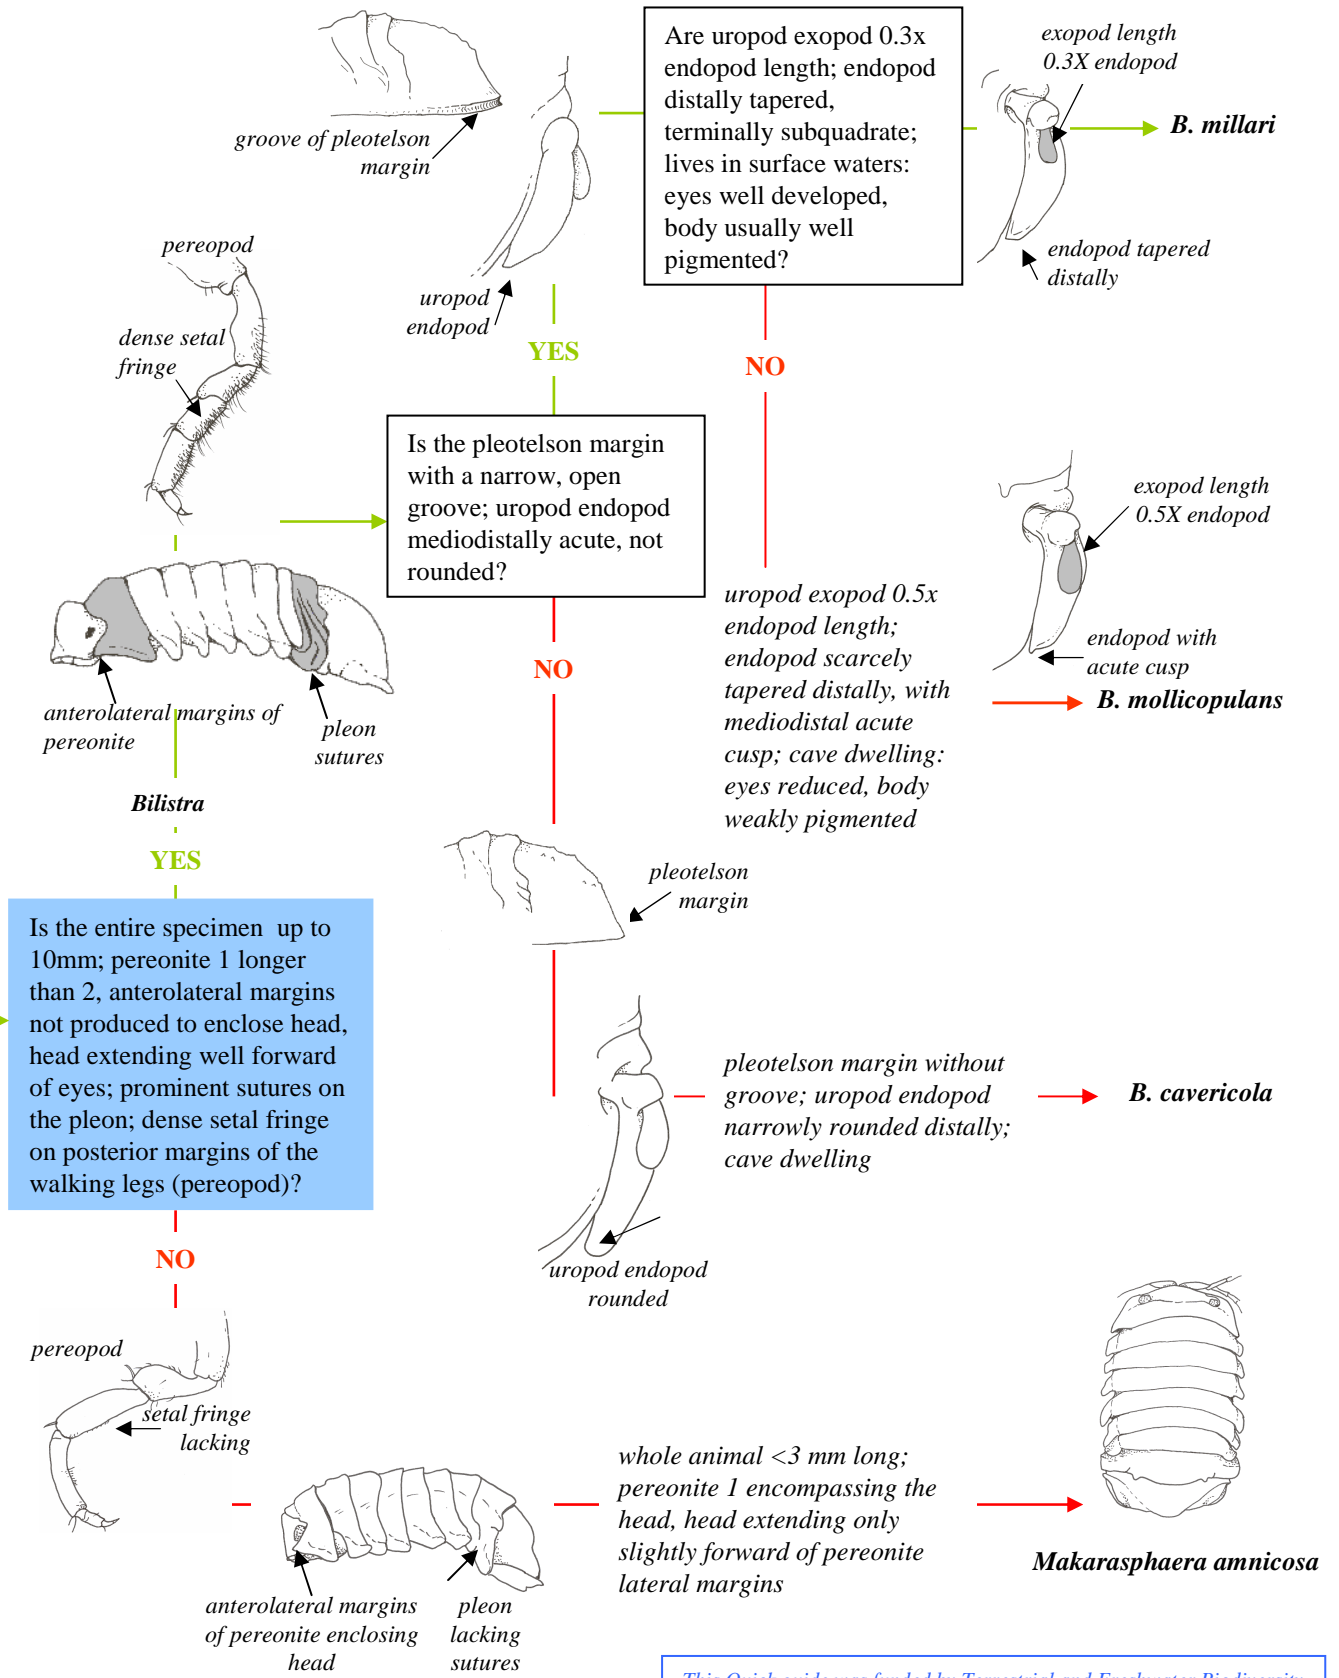 Are uropod exopod 0.3x
endopod length; endopod
distally tapered,
terminally subquadrate;
lives in surface waters:
eyes well developed,
body usually well
pigmented?
exopod length
0.3X endopod
B. millari
endopod tapered
distally
groove of pleotelson
margin
uropod
endopod
pereopod
dense setal
fringe
YES
NO
Is the pleotelson margin
with a narrow, open
groove; uropod endopod
mediodistally acute, not
rounded?
exopod length
0.5X endopod
endopod with
acute cusp
B. mollicopulans
uropod exopod 0.5x
endopod length;
endopod scarcely
tapered distally, with
mediodistal acute
cusp; cave dwelling:
eyes reduced, body
weakly pigmented
NO
anterolateral margins of
pereonite
pleon
sutures
Bilistra
YES
pleotelson
margin
Is the entire specimen up to
10mm; pereonite 1 longer
than 2, anterolateral margins
not produced to enclose head,
head extending well forward
of eyes; prominent sutures on
the pleon; dense setal fringe
on posterior margins of the
walking legs (pereopod)?
pleotelson margin without
groove; uropod endopod
narrowly rounded distally;
cave dwelling
B. cavericola
uropod endopod
rounded
NO
pereopod
setal fringe
lacking
whole animal <3 mm long;
pereonite 1 encompassing the
head, head extending only
slightly forward of pereonite
lateral margins
Makarasphaera amnicosa
anterolateral margins
of pereonite enclosing
head
pleon
lacking
sutures
This Quick guide was funded by Terrestrial and Freshwater Biodiversity